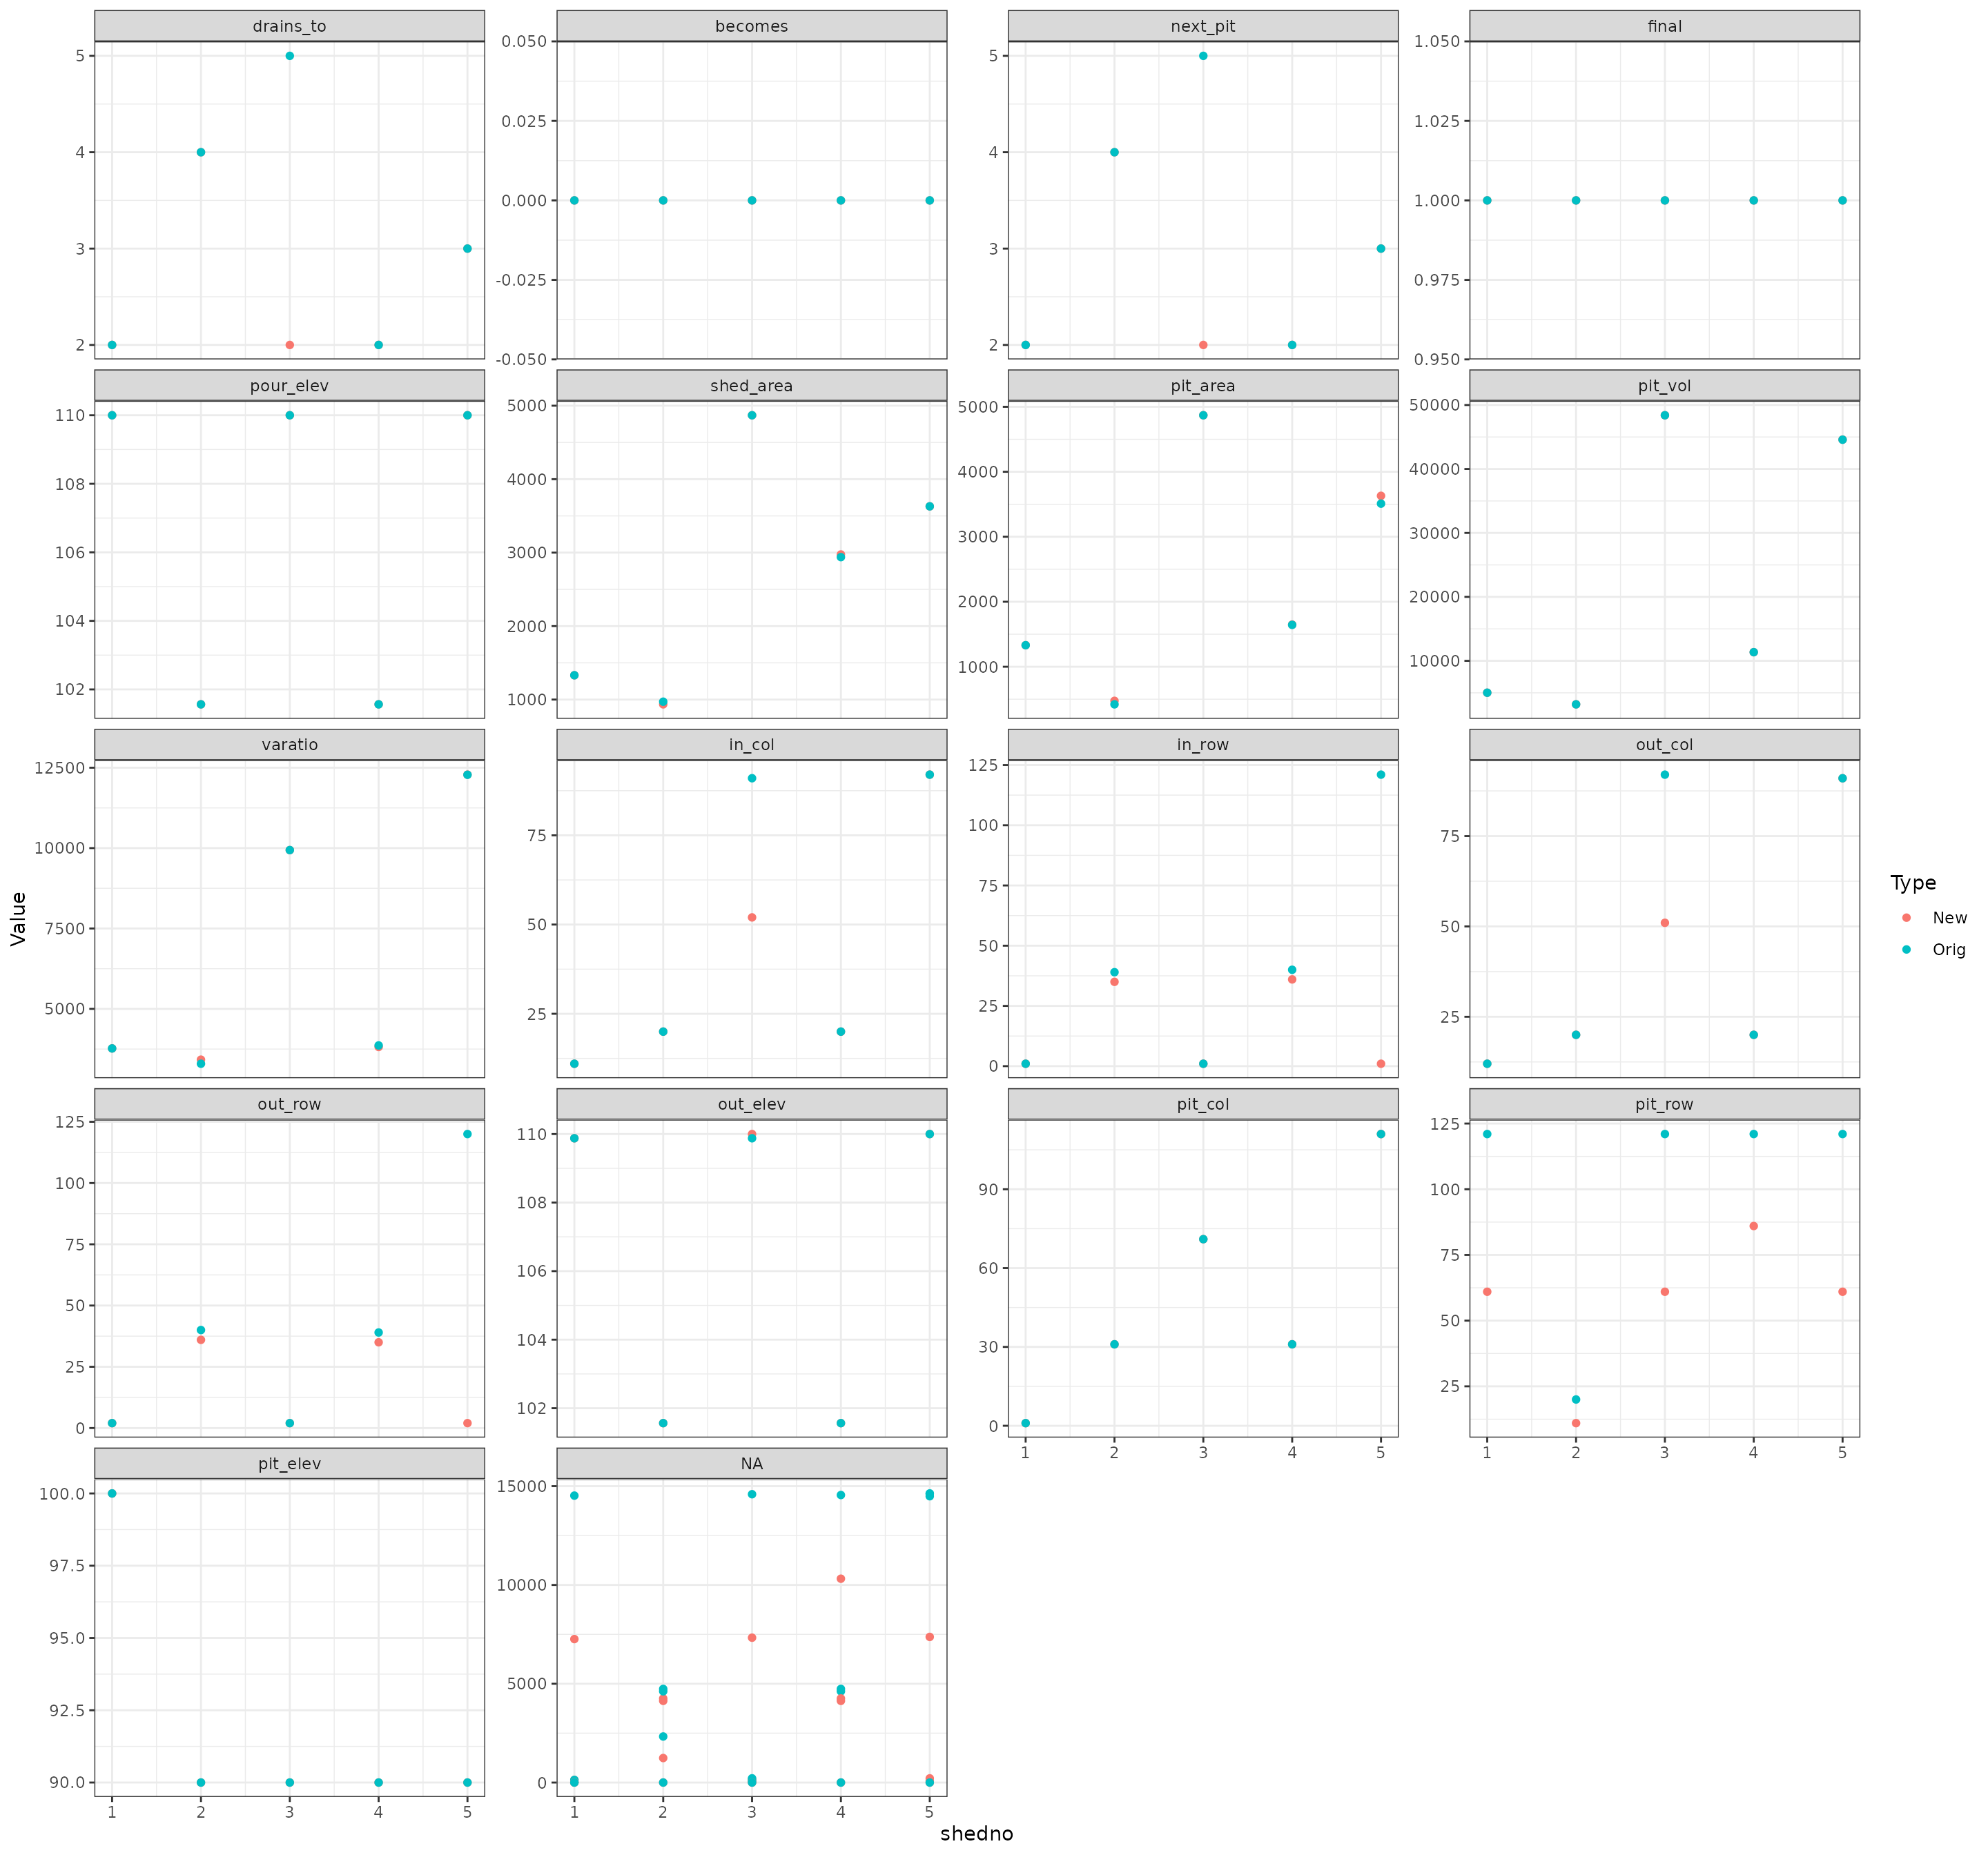 drains_to becomes next_pit final
5 4 3 2
0.050 0.025 0.000 -0.025 -0.050
5 4 3 2
1.050 1.025 1.000 0.975 0.950
pour_elev shed_area pit_area pit_vol
110 108 106 104 102
5000 4000 3000 2000 1000
5000 4000 3000 2000 1000
50000 40000 30000 20000 10000
varatio in_col in_row out_col
12500 10000 7500 5000
75 50 25
125 100 75 50 25 0
75 50 25
out_row out_elev pit_col pit_row
125 100 75 50 25 0
110 108 106 104 102
90 60 30 0
125 100 75 50 25
1 2 3 4 5
1 2 3 4 5
pit_elev NA
100.0 97.5 95.0 92.5 90.0
15000 10000 5000 0
1 2 3 4 5
1 2 3 4 5
shedno
Value
Type
New
Orig